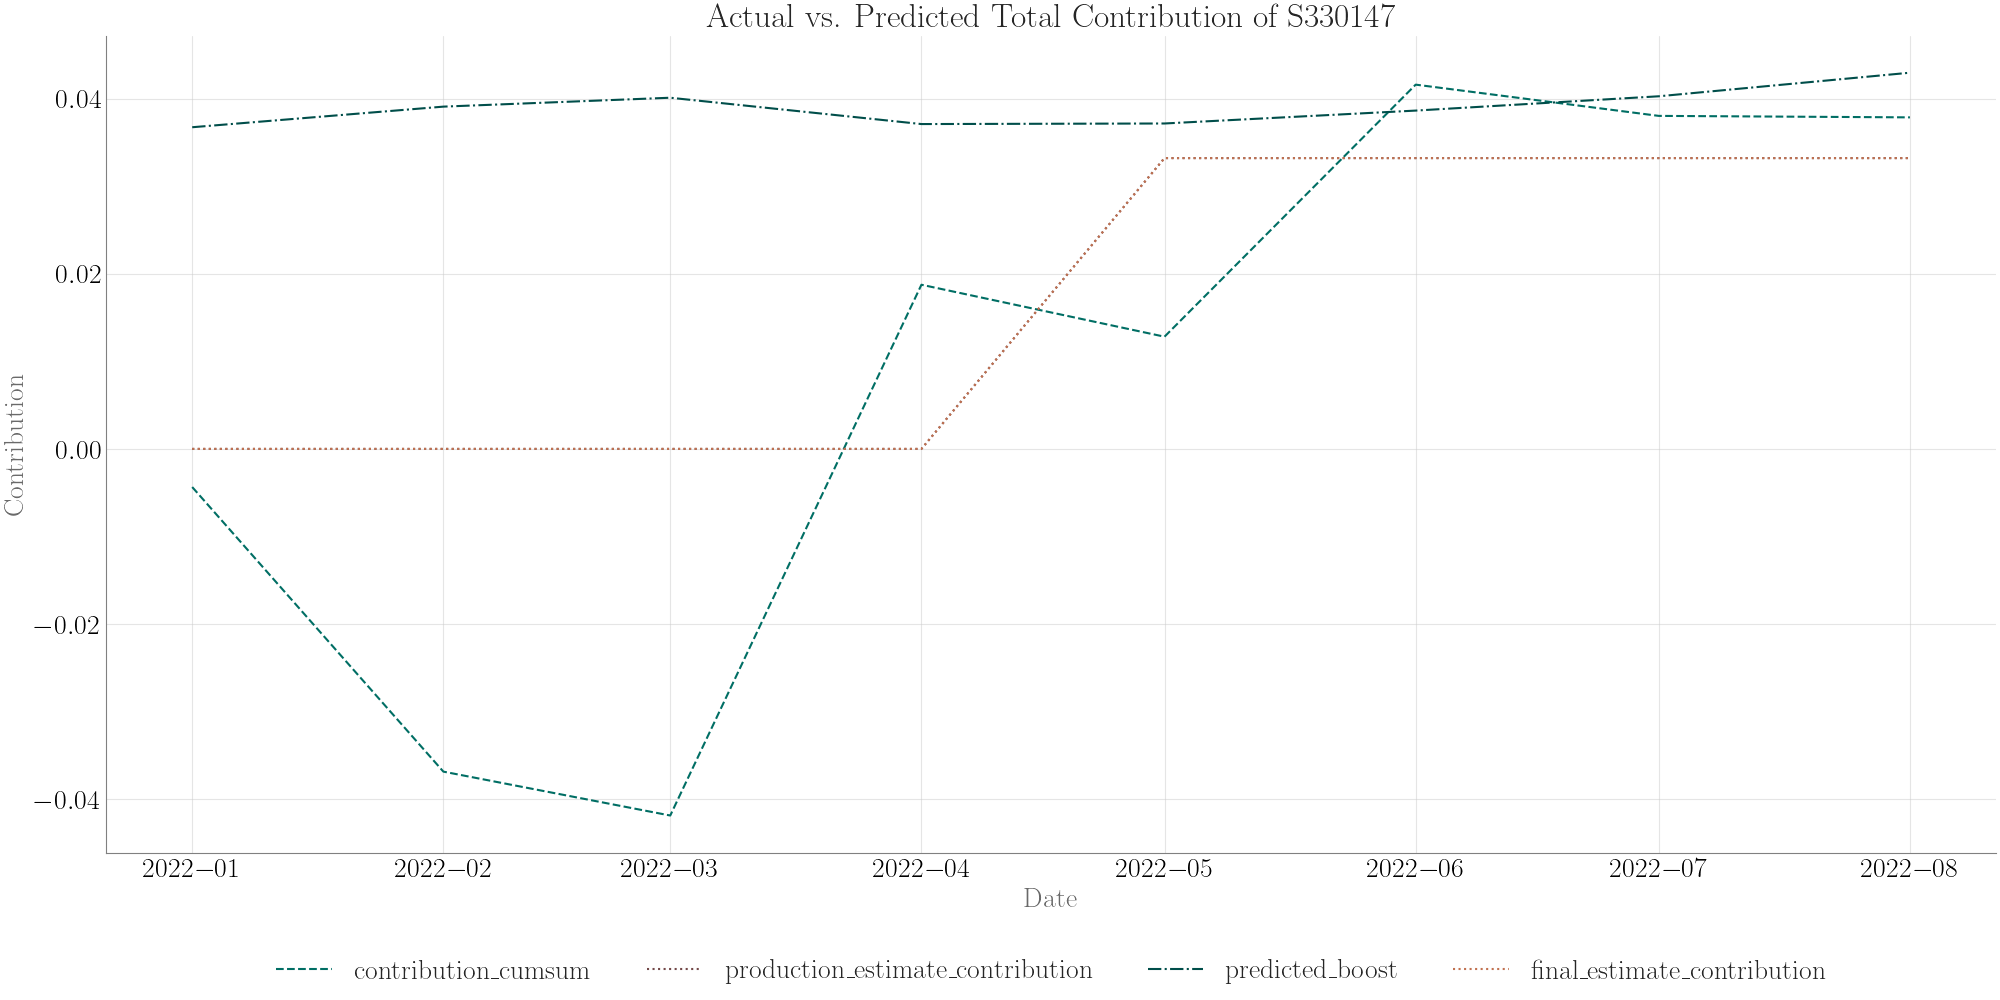 Actual vs. Predicted Total Contribution of S330147
0.04
0.02
0.00
−0.02
−0.04
Contribution
2022−01 2022−02 2022−03 2022−04 2022−05 2022−06 2022−07 2022−08
Date
contribution_cumsum production_estimate_contribution predicted_boost final_estimate_contribution